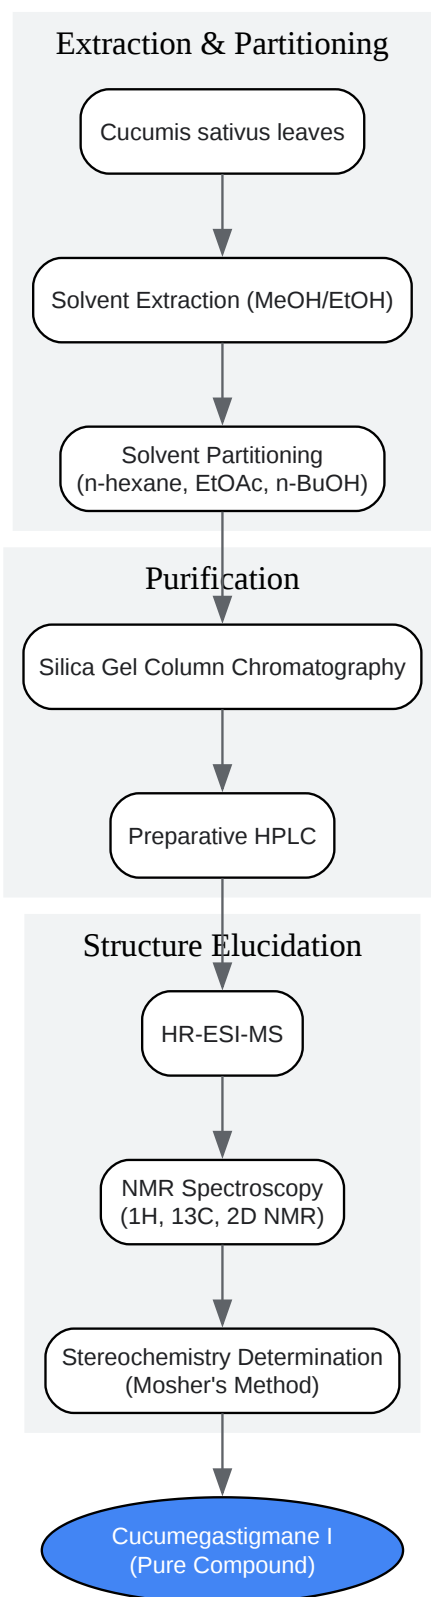 Extraction & Partitioning
Cucumis sativus leaves
Solvent Extraction (MeOH/EtOH)
Solvent Partitioning
(n-hexane, EtOAc, n-BuOH)
Purification
Silica Gel Column Chromatography
Preparative HPLC
Structure Elucidation
HR-ESI-MS
NMR Spectroscopy
(1H, 13C, 2D NMR)
Stereochemistry Determination
(Mosher's Method)
Cucumegastigmane I
(Pure Compound)